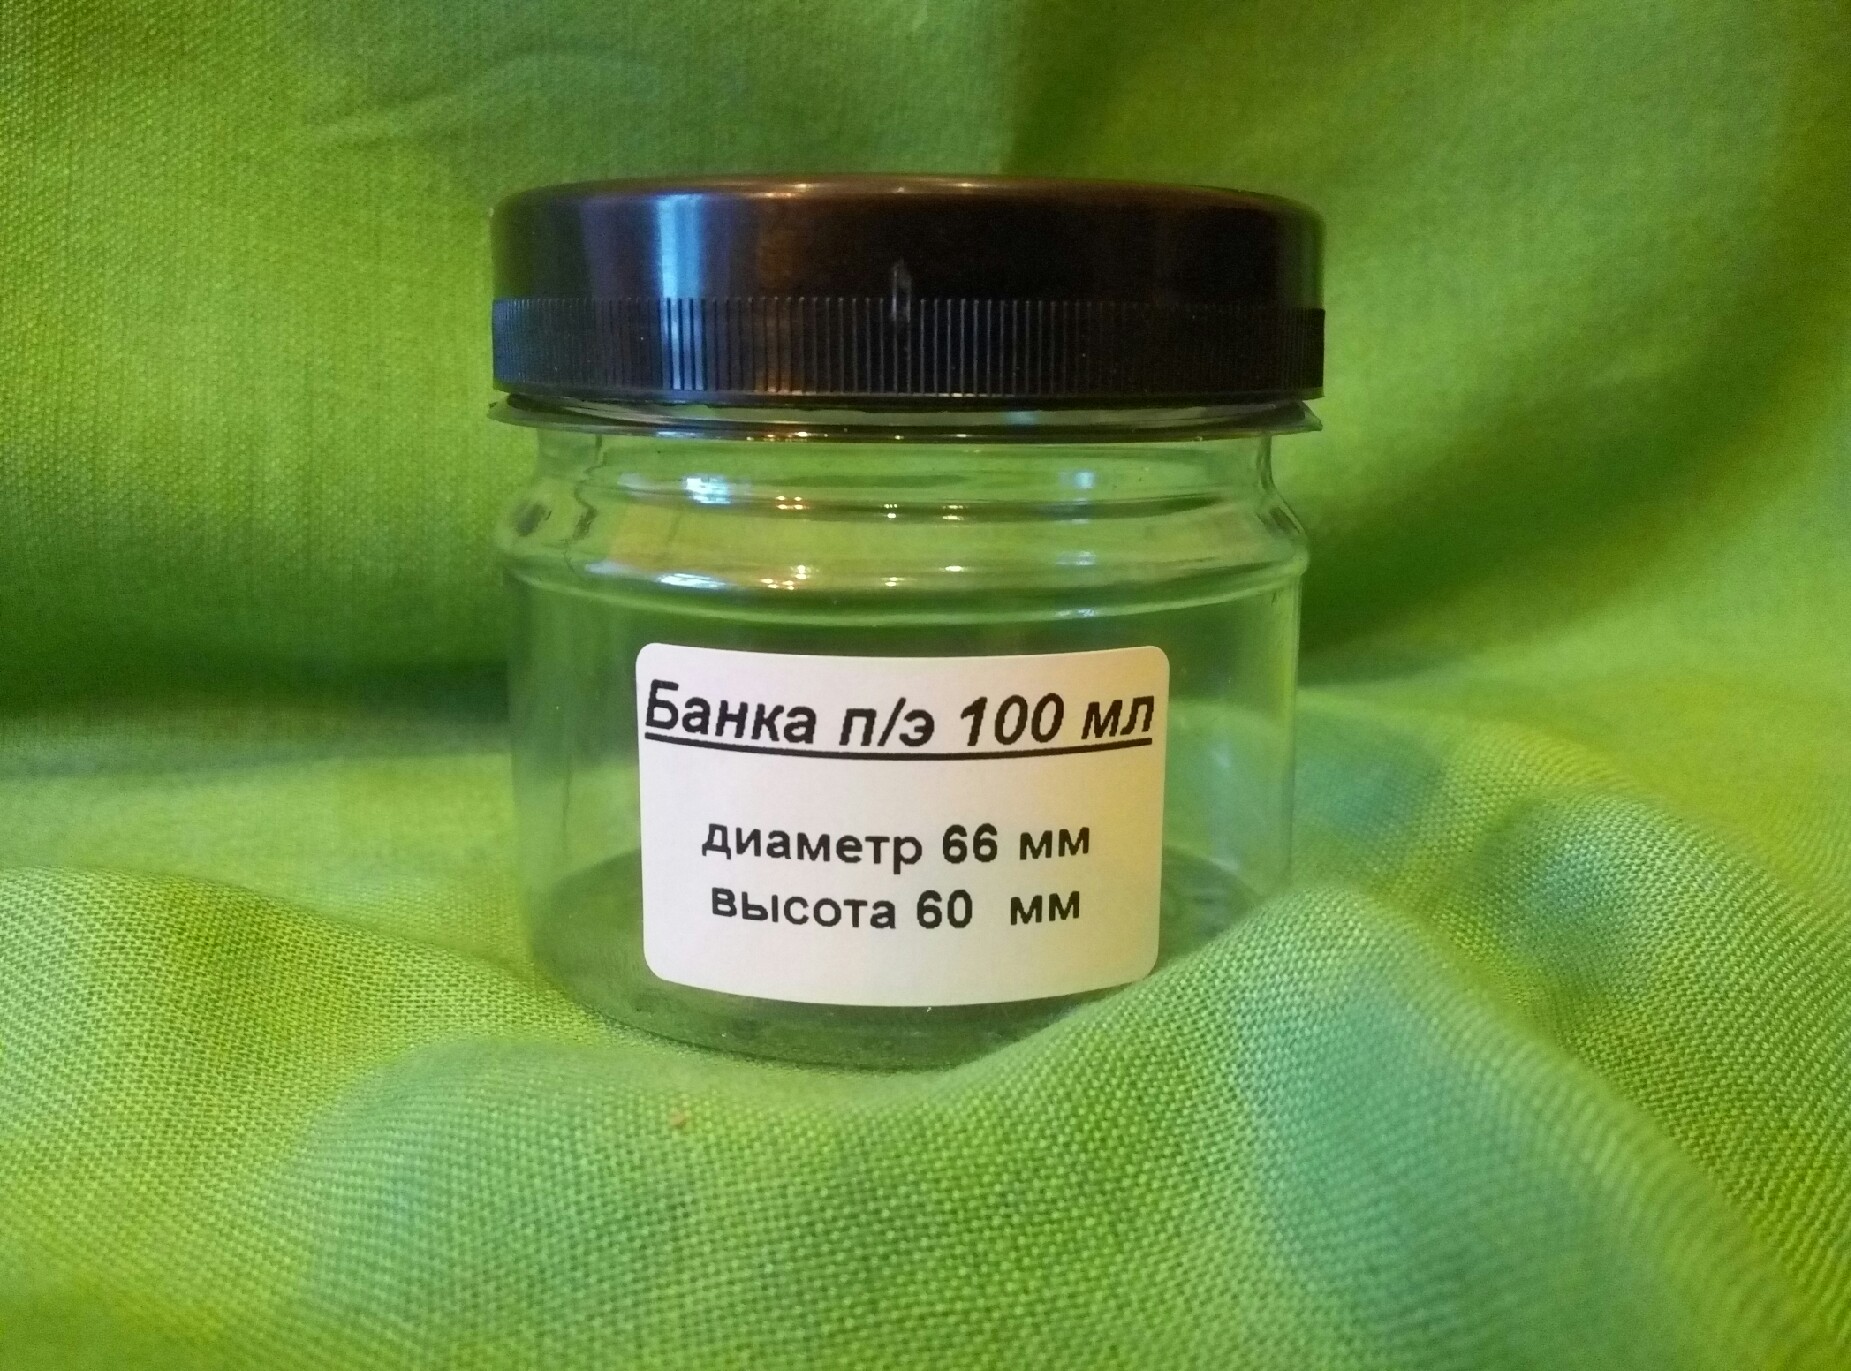 Банка п/э 100 мл
диаметр 66 мм
высота 60 мм